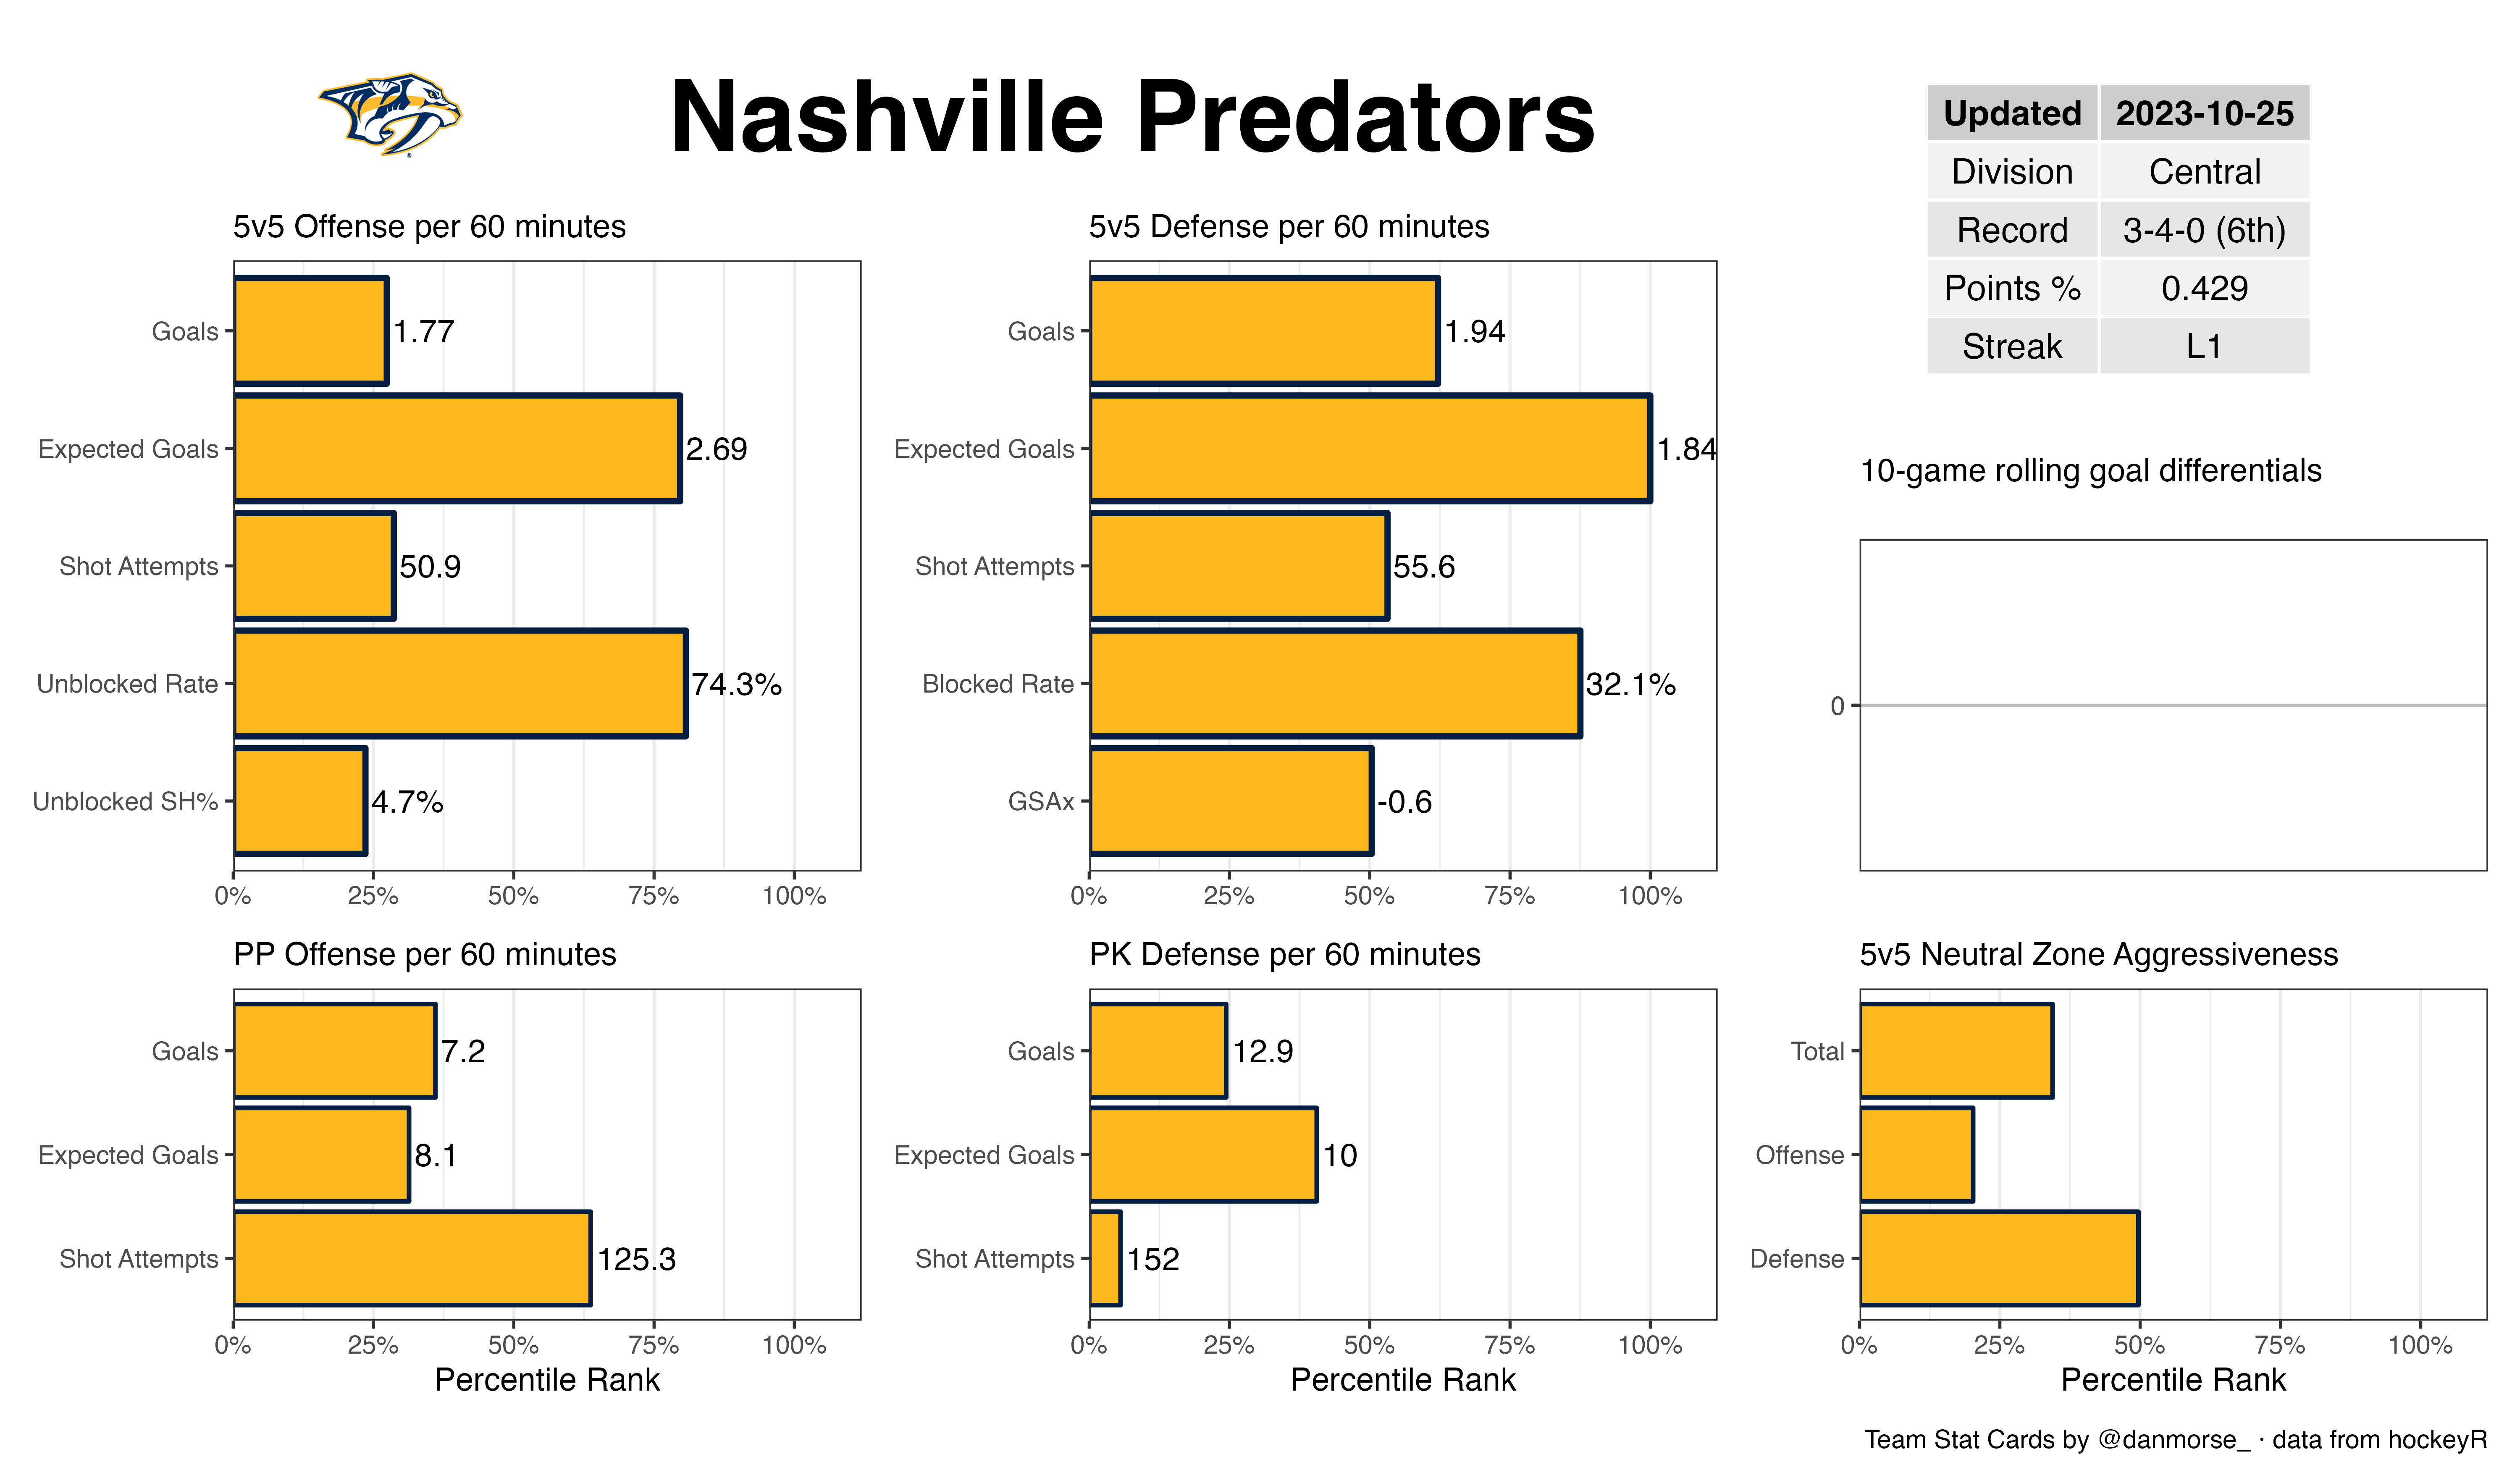 Nashville Predators
Updated 2023-10-25
Division Central
Record 3-4-0 (6th)
Points % 0.429
Streak L1
5v5 Offense per 60 minutes
Goals 1.77
Expected Goals 2.69
Shot Attempts 50.9
Unblocked Rate 74.3%
Unblocked SH% 4.7%
0% 25% 50% 75% 100%
5v5 Defense per 60 minutes
Goals 1.94
Expected Goals 1.84
Shot Attempts 55.6
Blocked Rate 32.1%
GSAx -0.6
0% 25% 50% 75% 100%
10-game rolling goal differentials
0
PP Offense per 60 minutes
Goals 7.2
Expected Goals 8.1
Shot Attempts 125.3
0% 25% 50% 75% 100%
Percentile Rank
PK Defense per 60 minutes
Goals 12.9
Expected Goals 10
Shot Attempts 152
0% 25% 50% 75% 100%
Percentile Rank
5v5 Neutral Zone Aggressiveness
Total
Offense
Defense
0% 25% 50% 75% 100%
Percentile Rank
Team Stat Cards by @danmorse_ · data from hockeyR